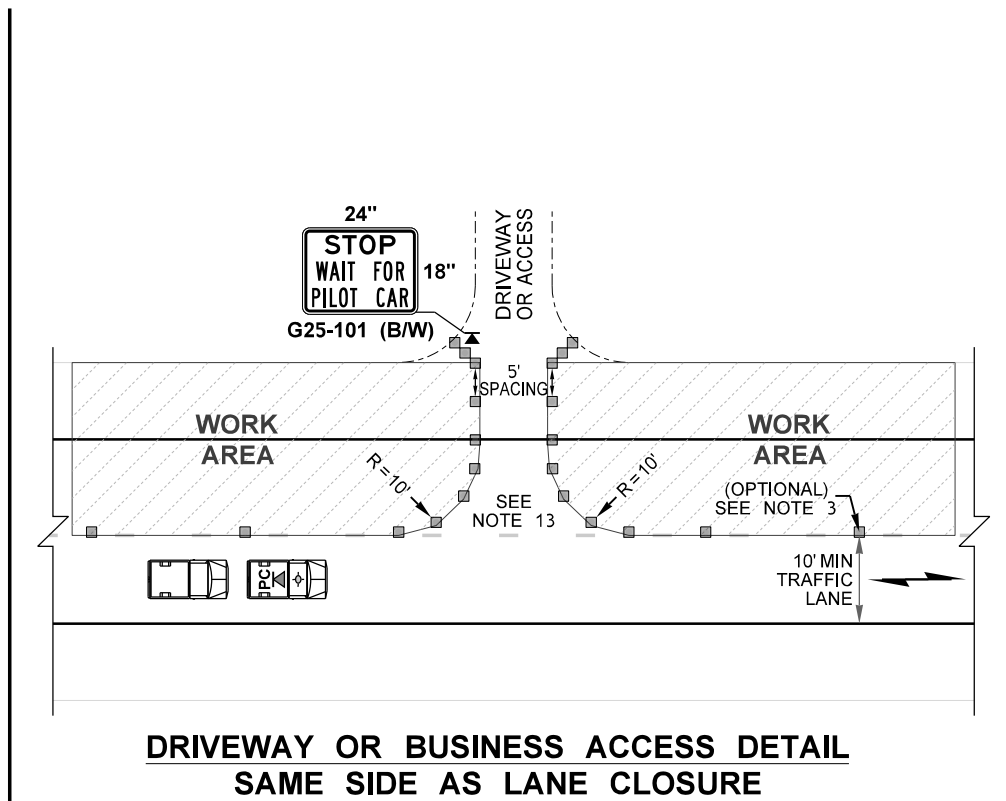 24"
STOP
WAIT FOR
PILOT CAR
18"
G25-101 (B/W)
DRIVEWAY
OR ACCESS
5'
SPACING
WORK
AREA
WORK
AREA
R=10'
R=10'
SEE
NOTE 13
(OPTIONAL)
SEE NOTE 3
10' MIN
TRAFFIC
LANE
PC
DRIVEWAY OR BUSINESS ACCESS DETAIL
SAME SIDE AS LANE CLOSURE